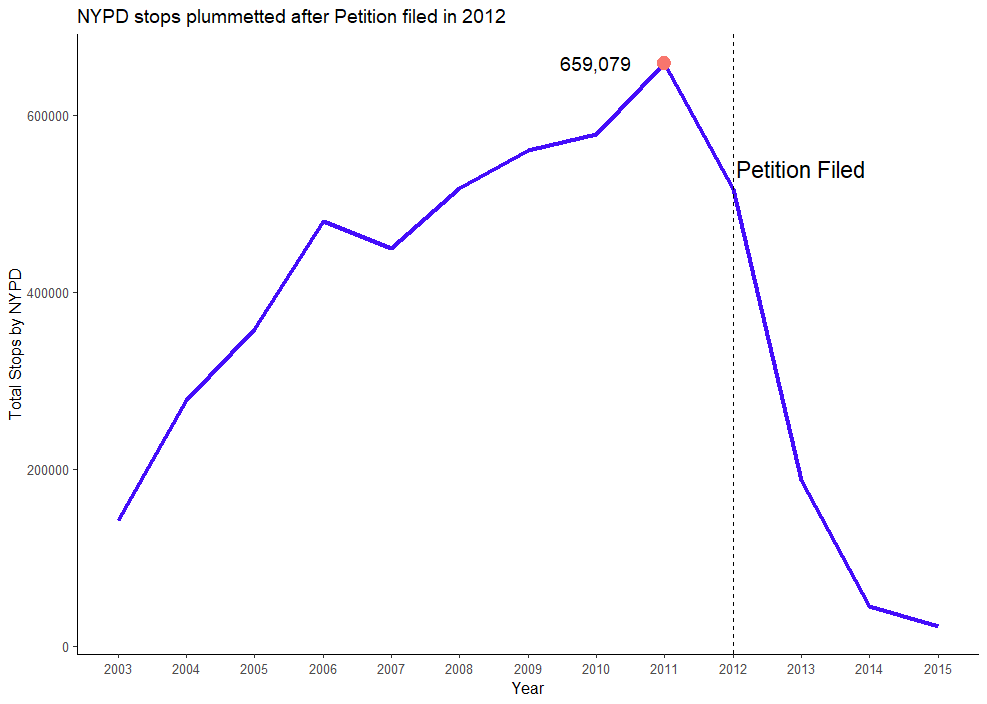 NYPD stops plummetted after Petition filed in 2012
659,079
Petition Filed
Total Stops by NYPD
600000
400000
200000
0
2003 2004 2005 2006 2007 2008 2009 2010 2011 2012 2013 2014 2015
Year